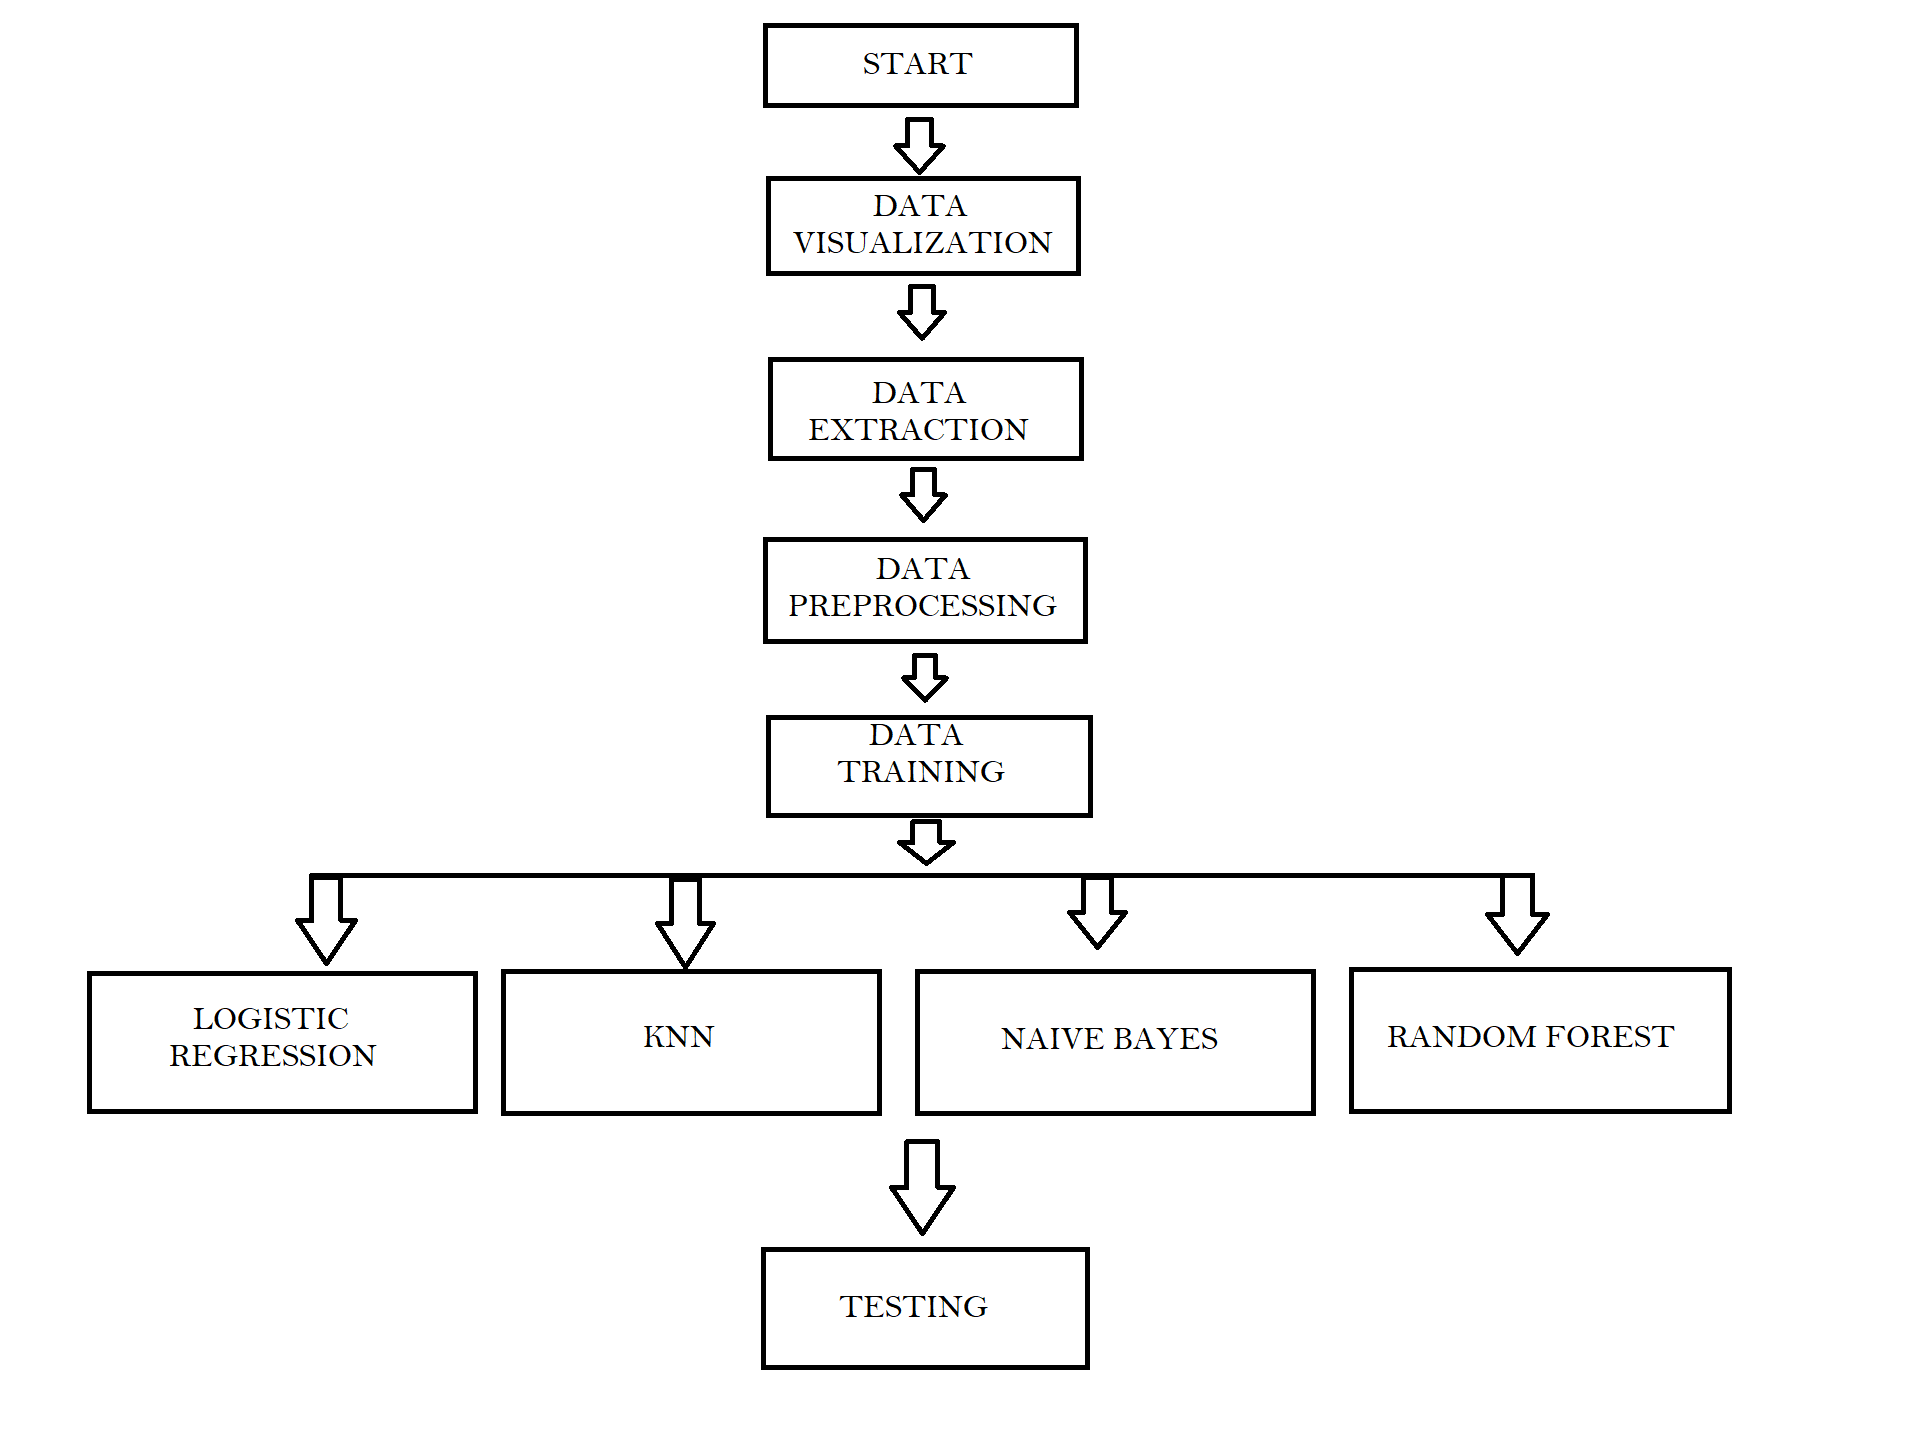 START
DATA
VISUALIZATION
DATA
EXTRACTION
DATA
PREPROCESSING
DATA
TRAINING
LOGISTIC
REGRESSION
KNN
NAIVE BAYES
RANDOM FOREST
TESTING